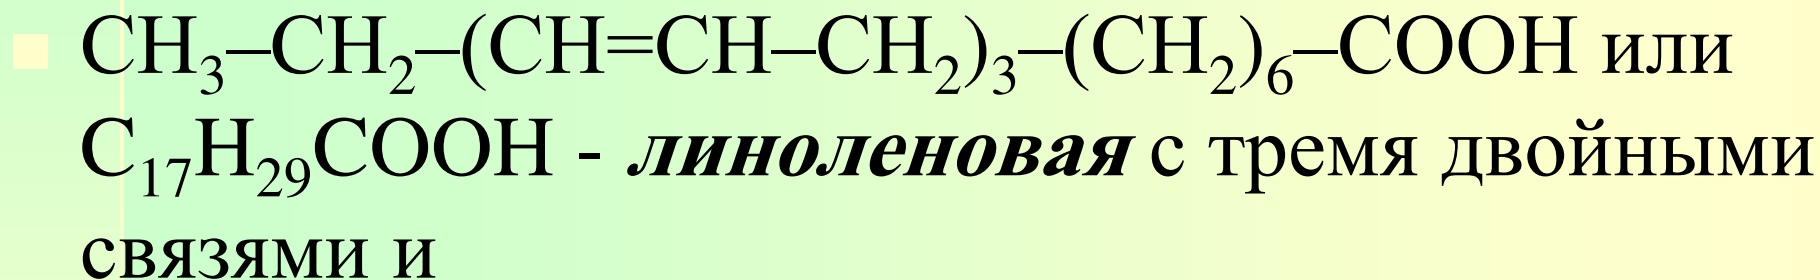 CH₃–CH₂–(CH=CH–CH₂)₃–(CH₂)₆–COOH или
C₁₇H₂₉COOH - линоленовая с тремя двойными
связями и